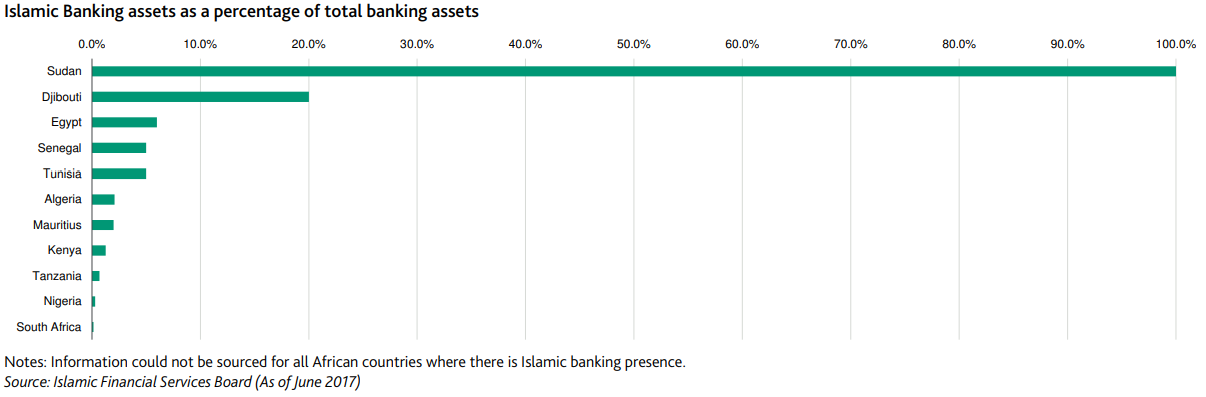 Islamic Banking assets as a percentage of total banking assets
0.0% 10.0% 20.0% 30.0% 40.0% 50.0% 60.0% 70.0% 80.0% 90.0% 100.0%
Sudan
Djibouti
Egypt
Senegal
Tunisia
Algeria
Mauritius
Kenya
Tanzania
Nigeria
South Africa
Notes: Information could not be sourced for all African countries where there is Islamic banking presence.
Source: Islamic Financial Services Board (As of June 2017)